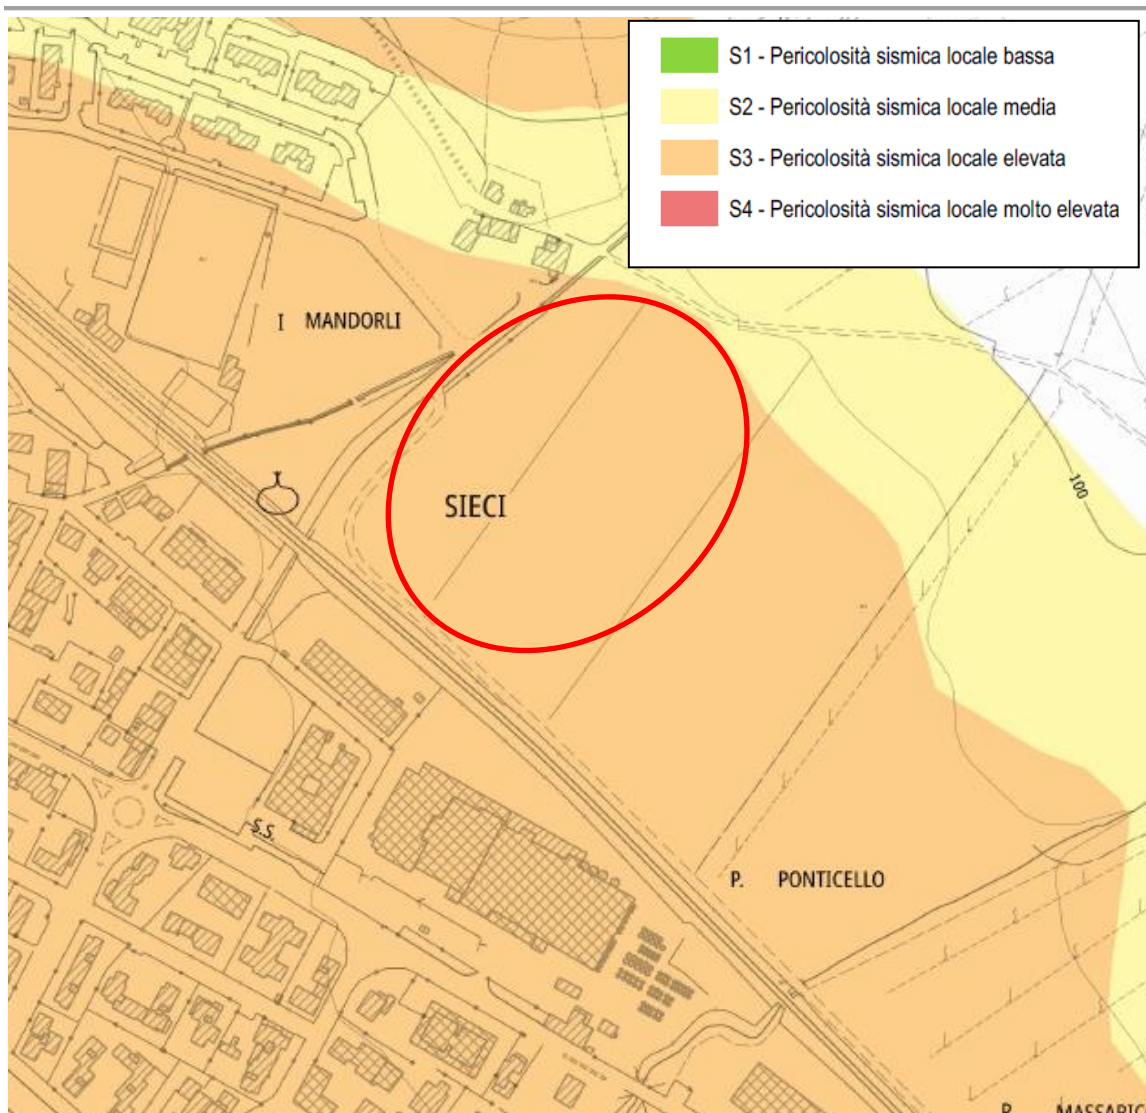 S1 - Pericolosità sismica locale bassa
S2 - Pericolosità sismica locale media
S3 - Pericolosità sismica locale elevata
S4 - Pericolosità sismica locale molto elevata
I MANDORLI
SIECI
100
S.S.
P. PONTICELLO